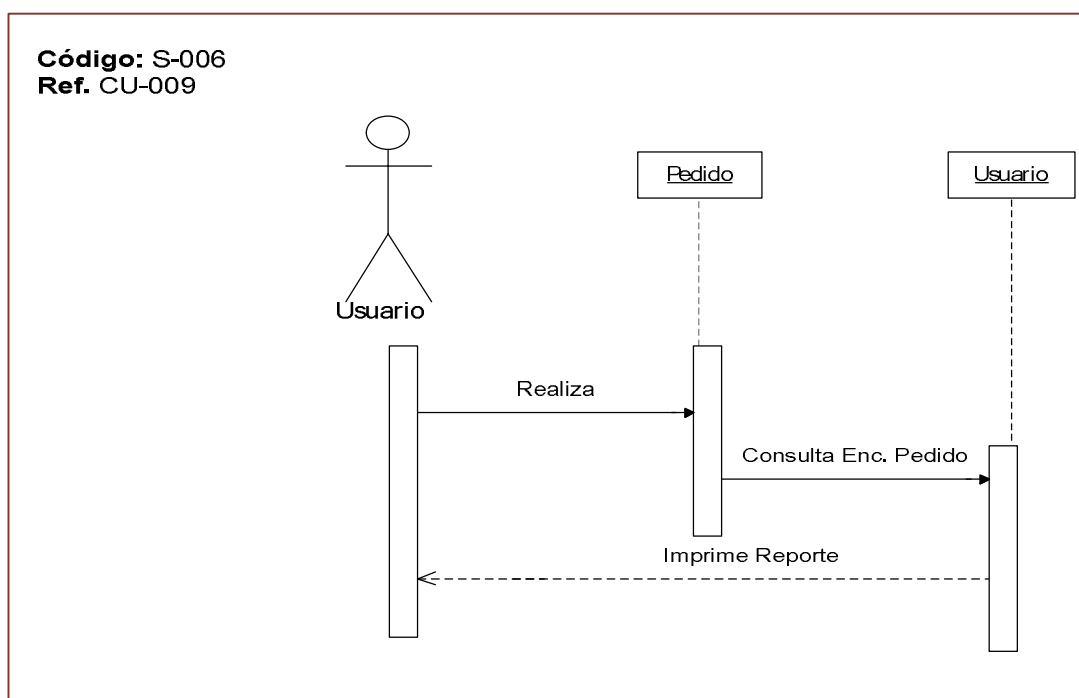 Código: S-006
Ref. CU-009
Pedido
Usuario
Usuario
Realiza
Consulta Enc. Pedido
Imprime Reporte